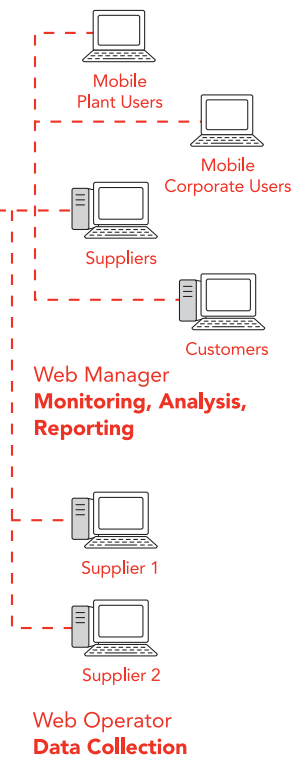 Mobile
Plant Users
Mobile
Corporate Users
Suppliers
Customers
Web Manager
Monitoring, Analysis,
Reporting
Supplier 1
Supplier 2
Web Operator
Data Collection